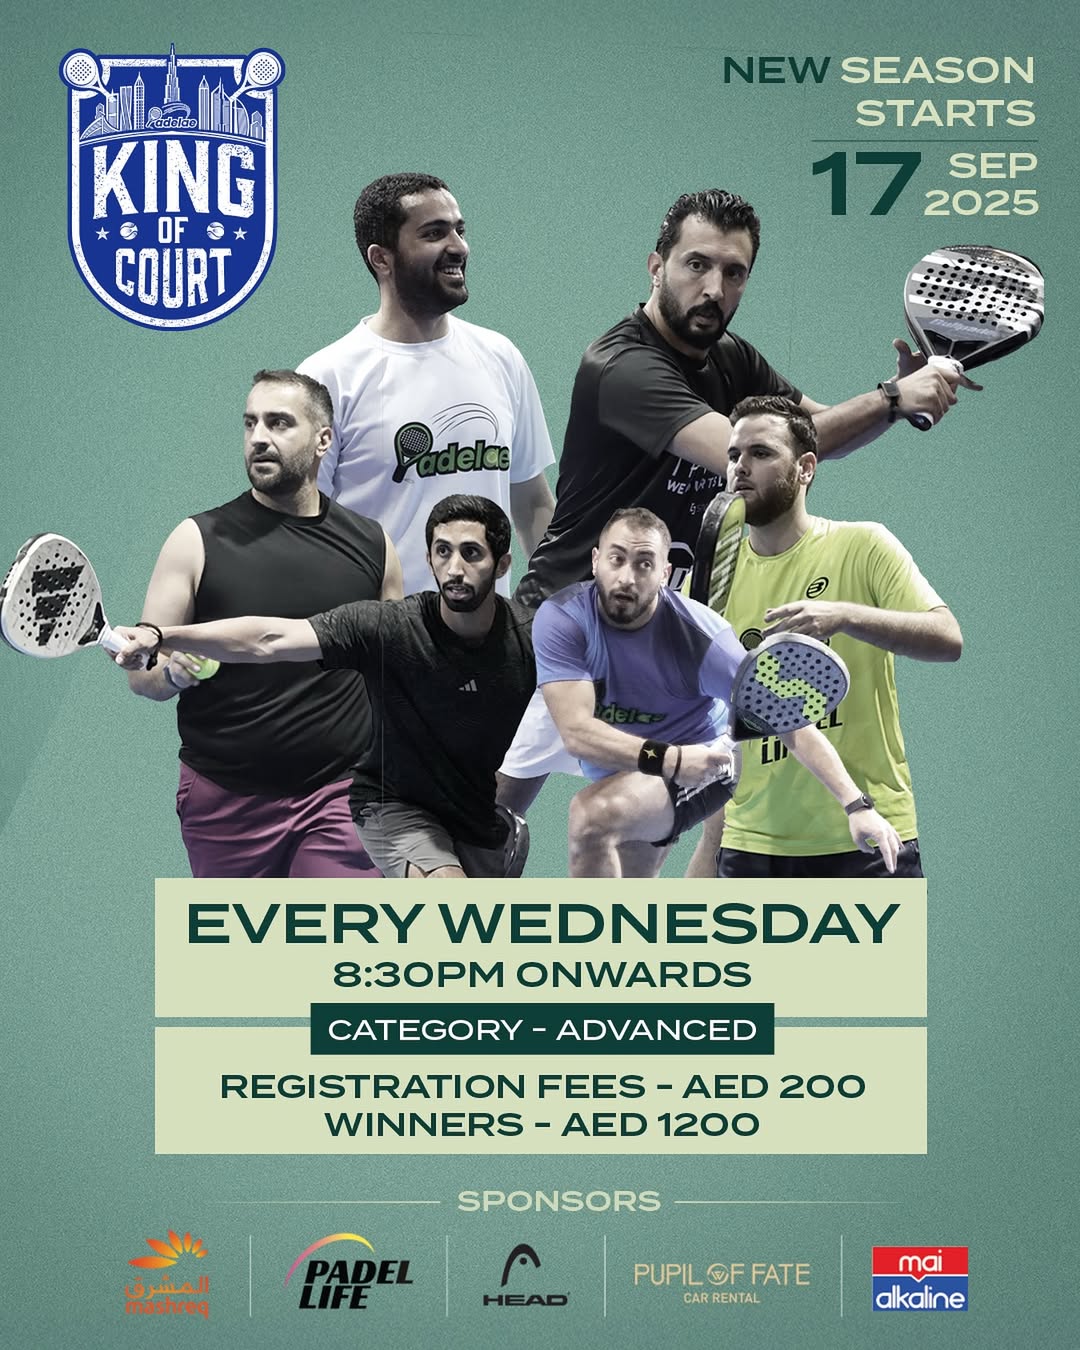 NEW SEASON
STARTS
17 SEP
2025
Padelae
KING
OF
COURT
Padelae
Bullpadel
EVERY WEDNESDAY
8:30PM ONWARDS
CATEGORY - ADVANCED
REGISTRATION FEES - AED 200
WINNERS - AED 1200
SPONSORS
المشرق
mashreq
PADEL
LIFE
HEAD
PUPIL OF FATE
CAR RENTAL
mai
alkaline